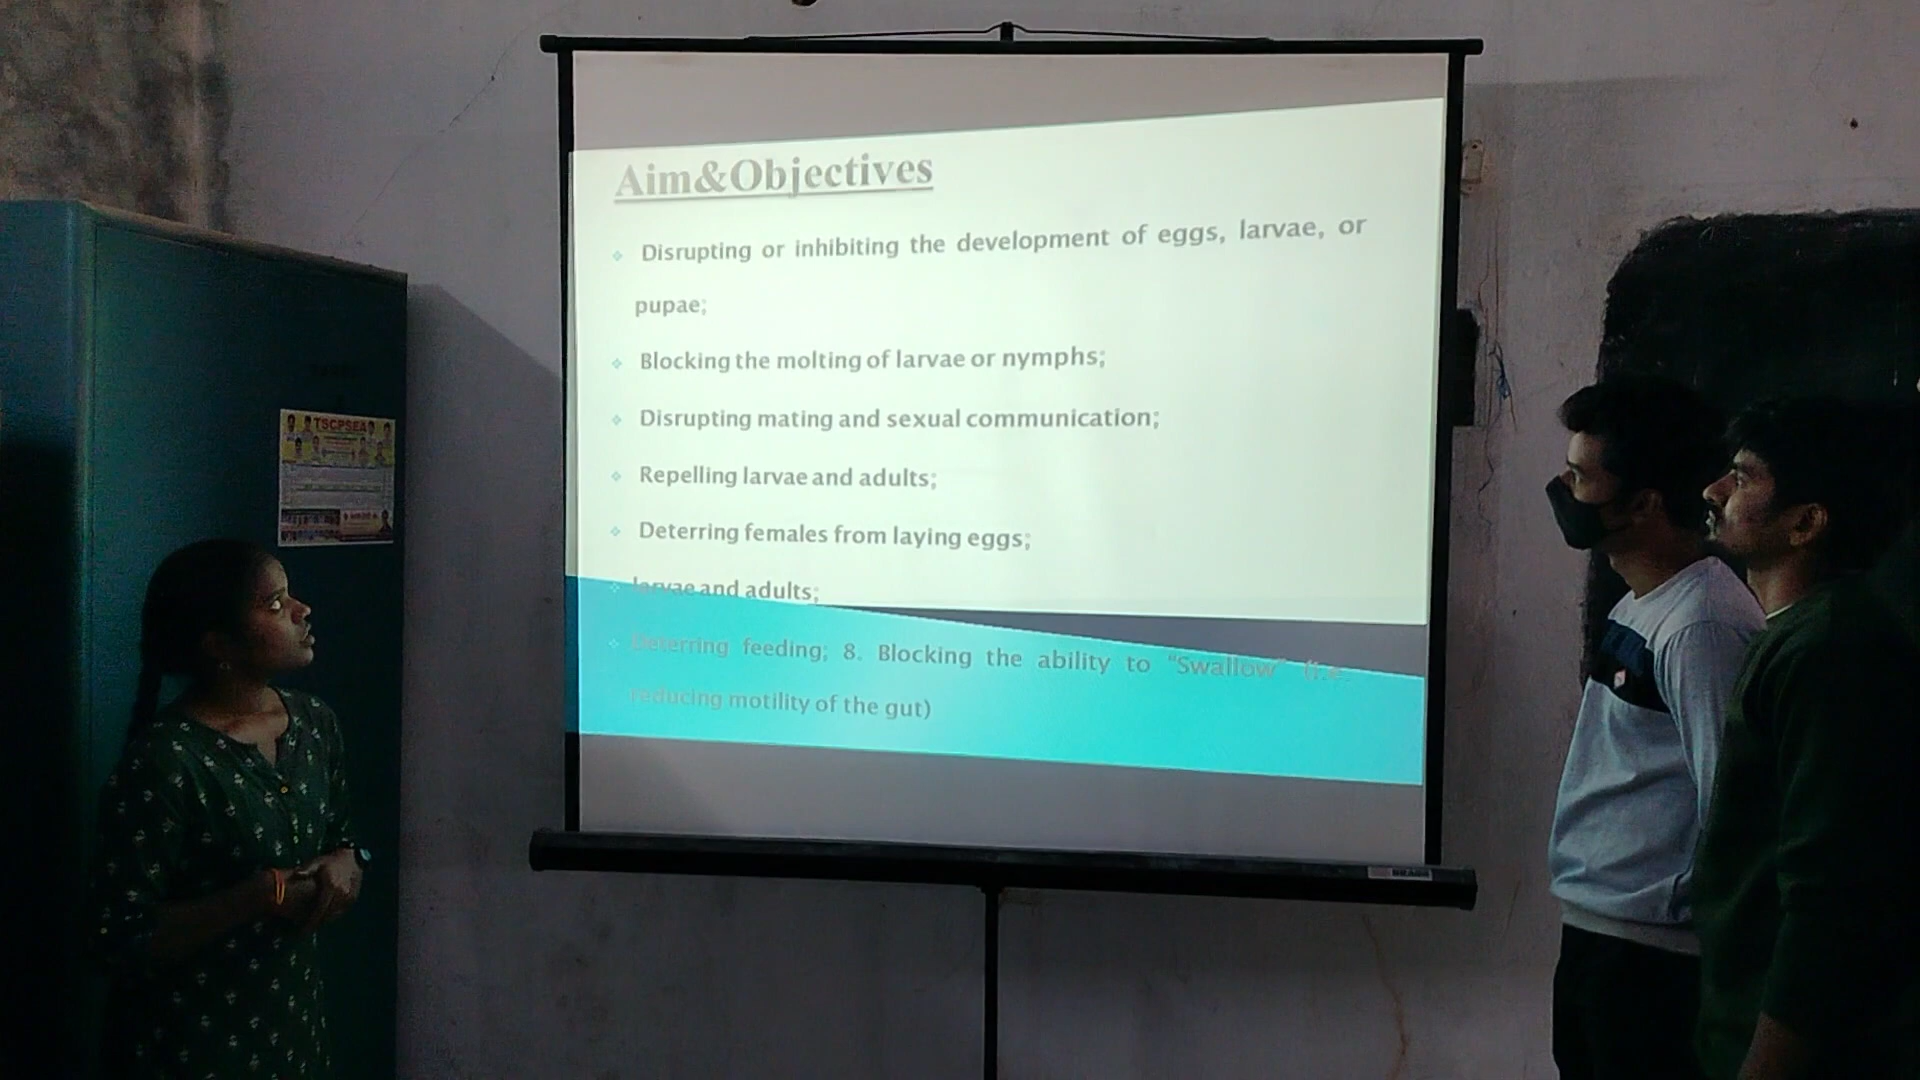 Aim&Objectives
Disrupting or inhibiting the development of eggs, larvae, or
pupae;
Blocking the molting of larvae or nymphs;
Disrupting mating and sexual communication;
Repelling larvae and adults;
Deterring females from laying eggs;
larvae and adults;
Deterring feeding; 8. Blocking the ability to “Swallow” (i.e.
reducing motility of the gut)
TSCPSEA